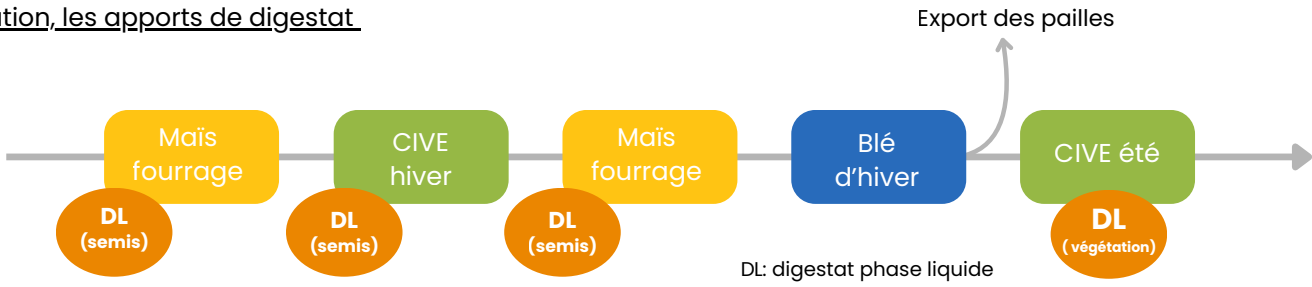 les apports de digestat
Export des pailles
Maïs
fourrage
CIVE
hiver
Maïs
fourrage
Blé
d’hiver
CIVE été
DL
(semis)
DL
(semis)
DL
(semis)
DL
( végétation)
DL: digestat phase liquide